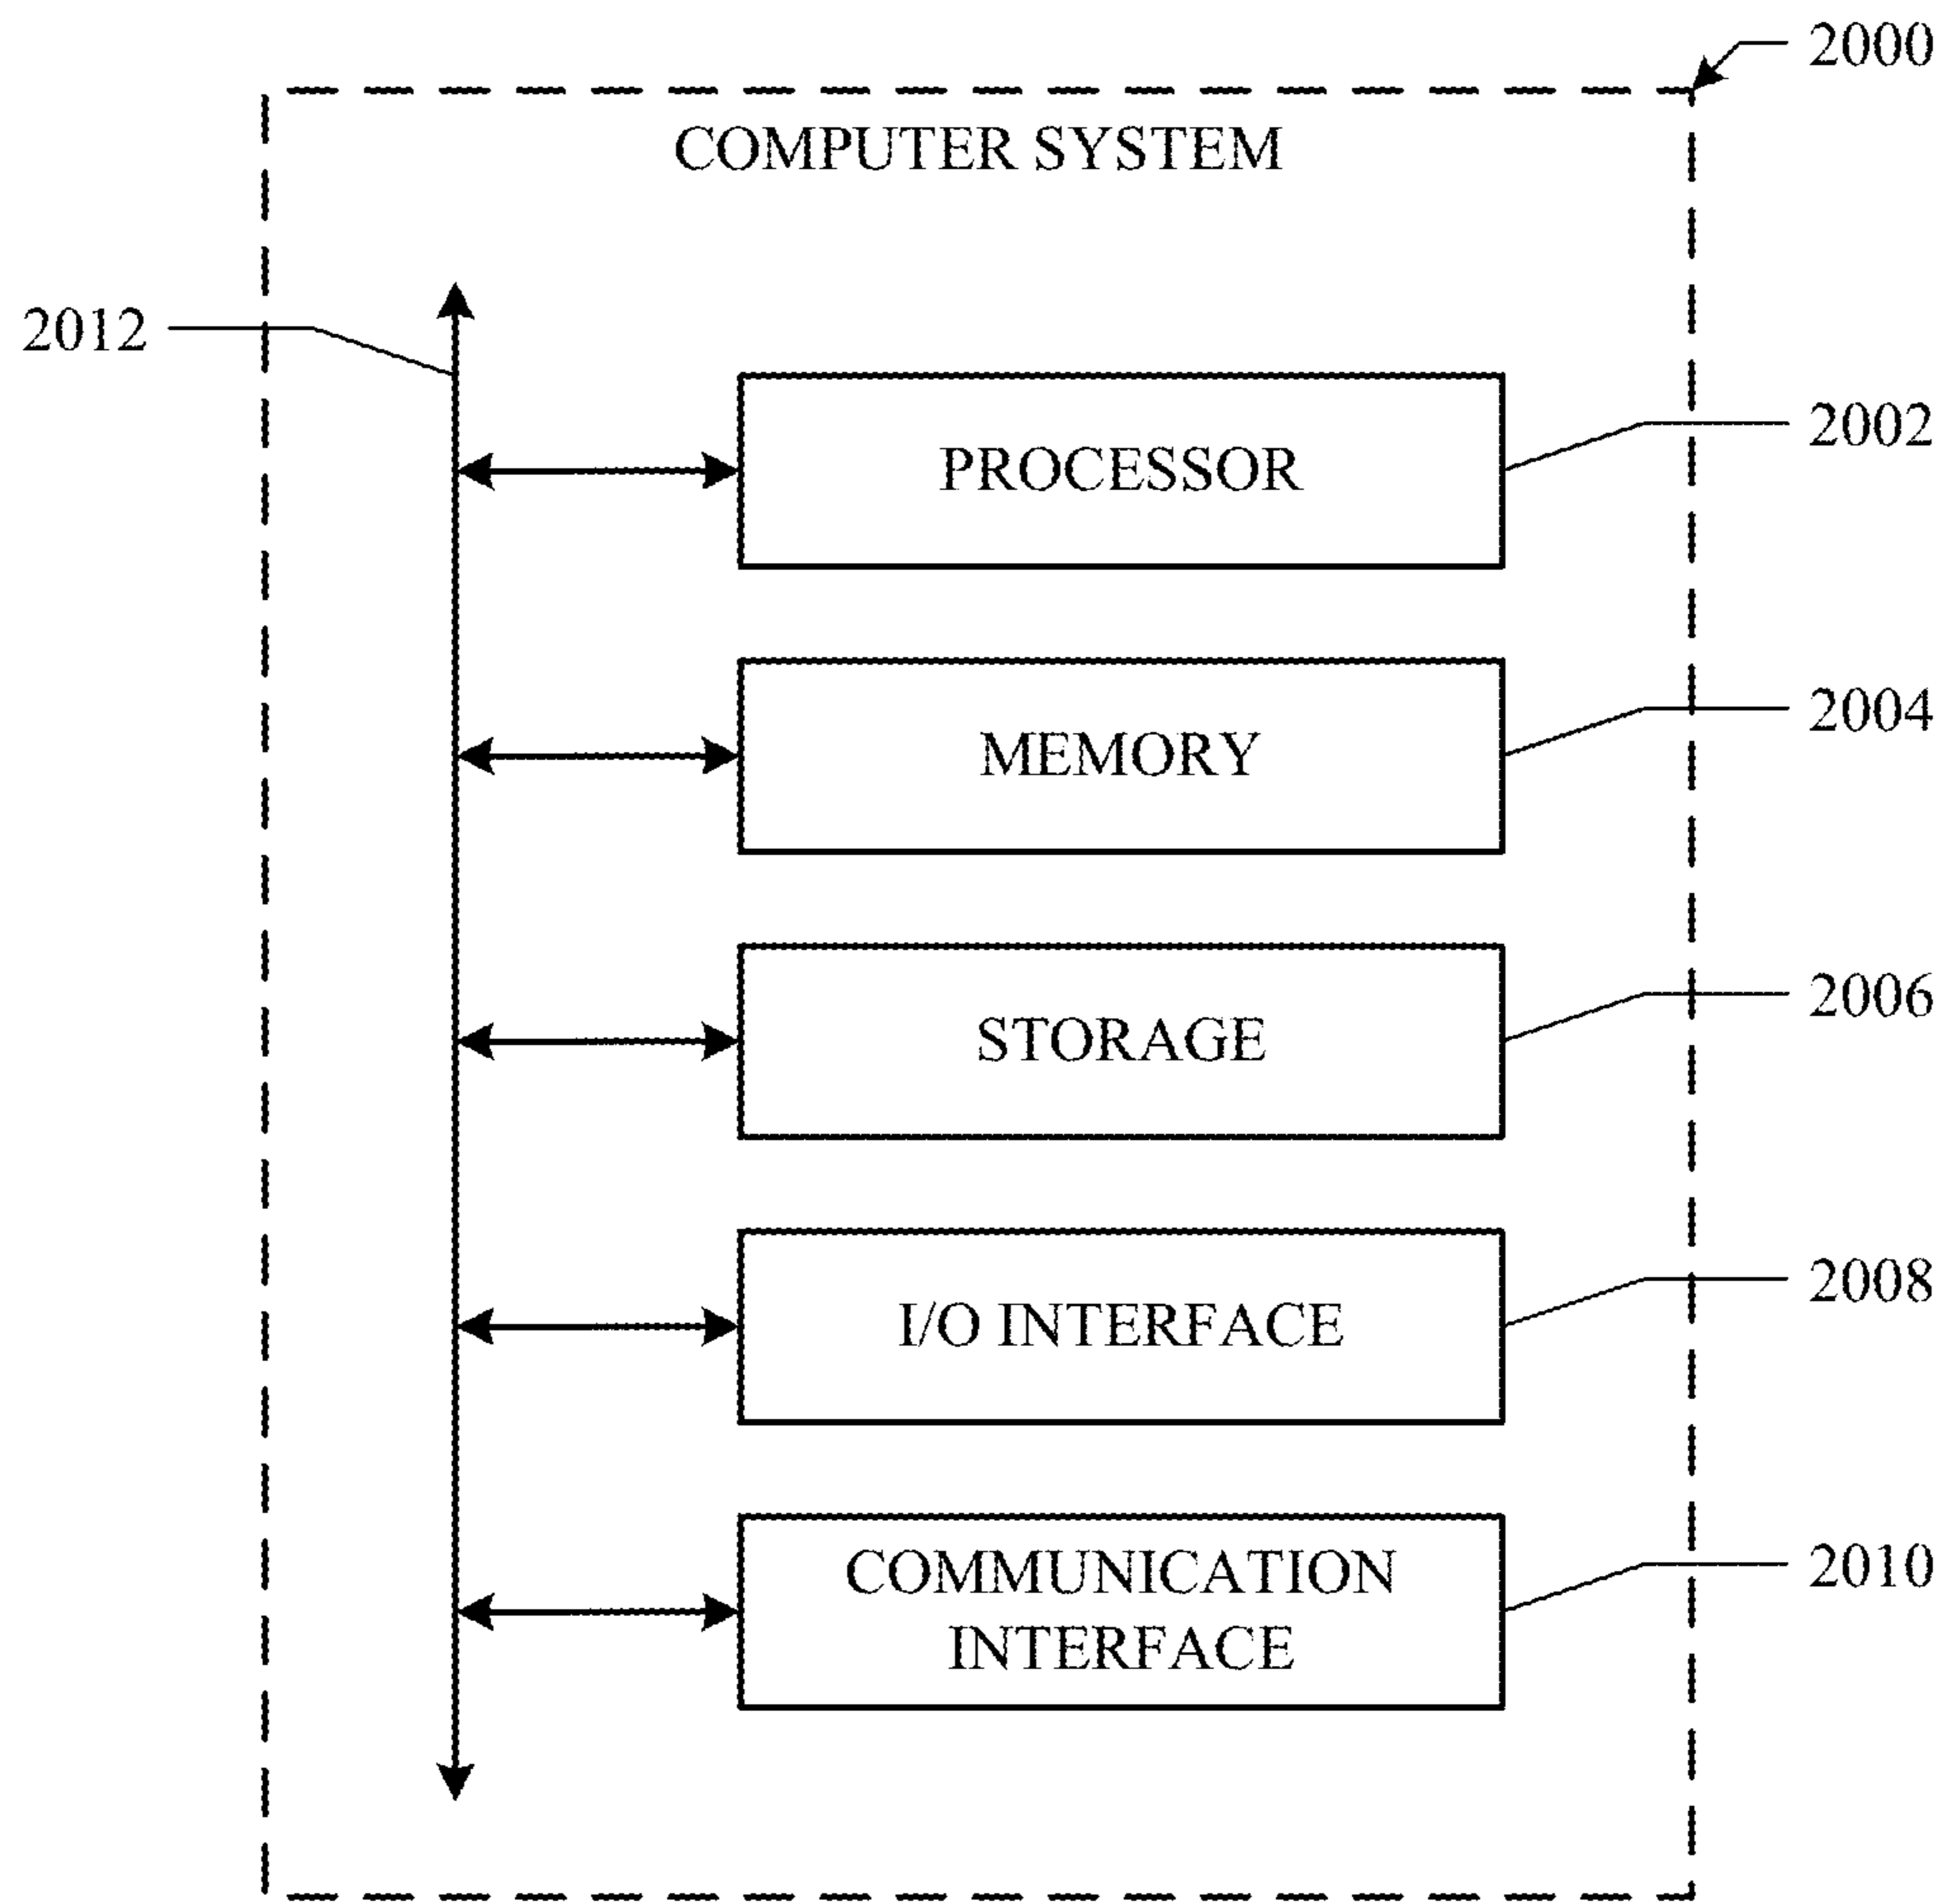 2000
COMPUTER SYSTEM
2012
PROCESSOR
2002
MEMORY
2004
STORAGE
2006
I/O INTERFACE
2008
COMMUNICATION
INTERFACE
2010